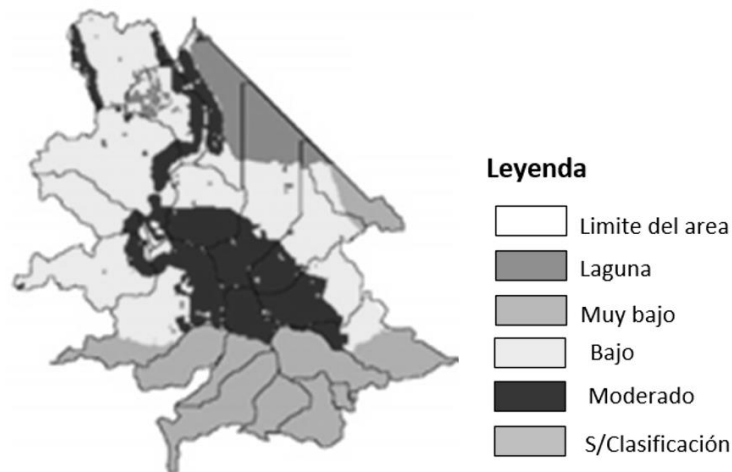 Leyenda
Limite del area
Laguna
Muy bajo
Bajo
Moderado
S/Clasificación